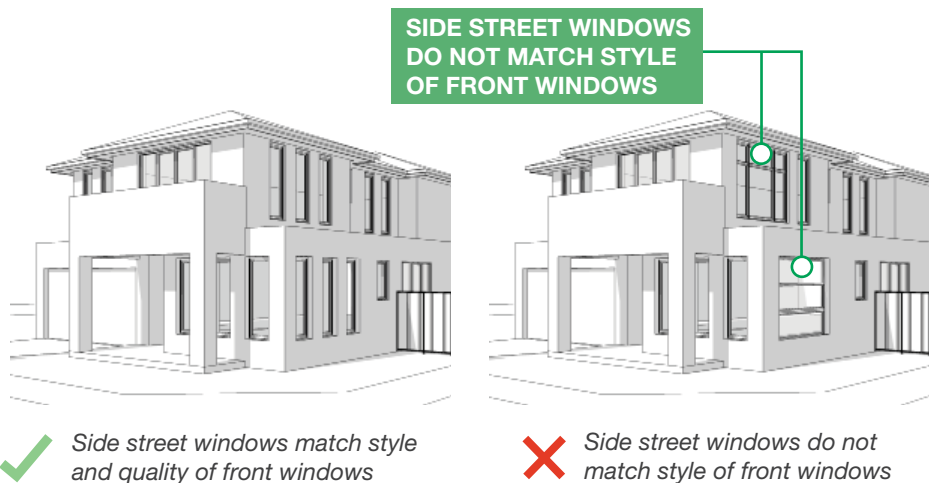 SIDE STREET WINDOWS
DO NOT MATCH STYLE
OF FRONT WINDOWS
Side street windows match style
and quality of front windows
Side street windows do not
match style of front windows